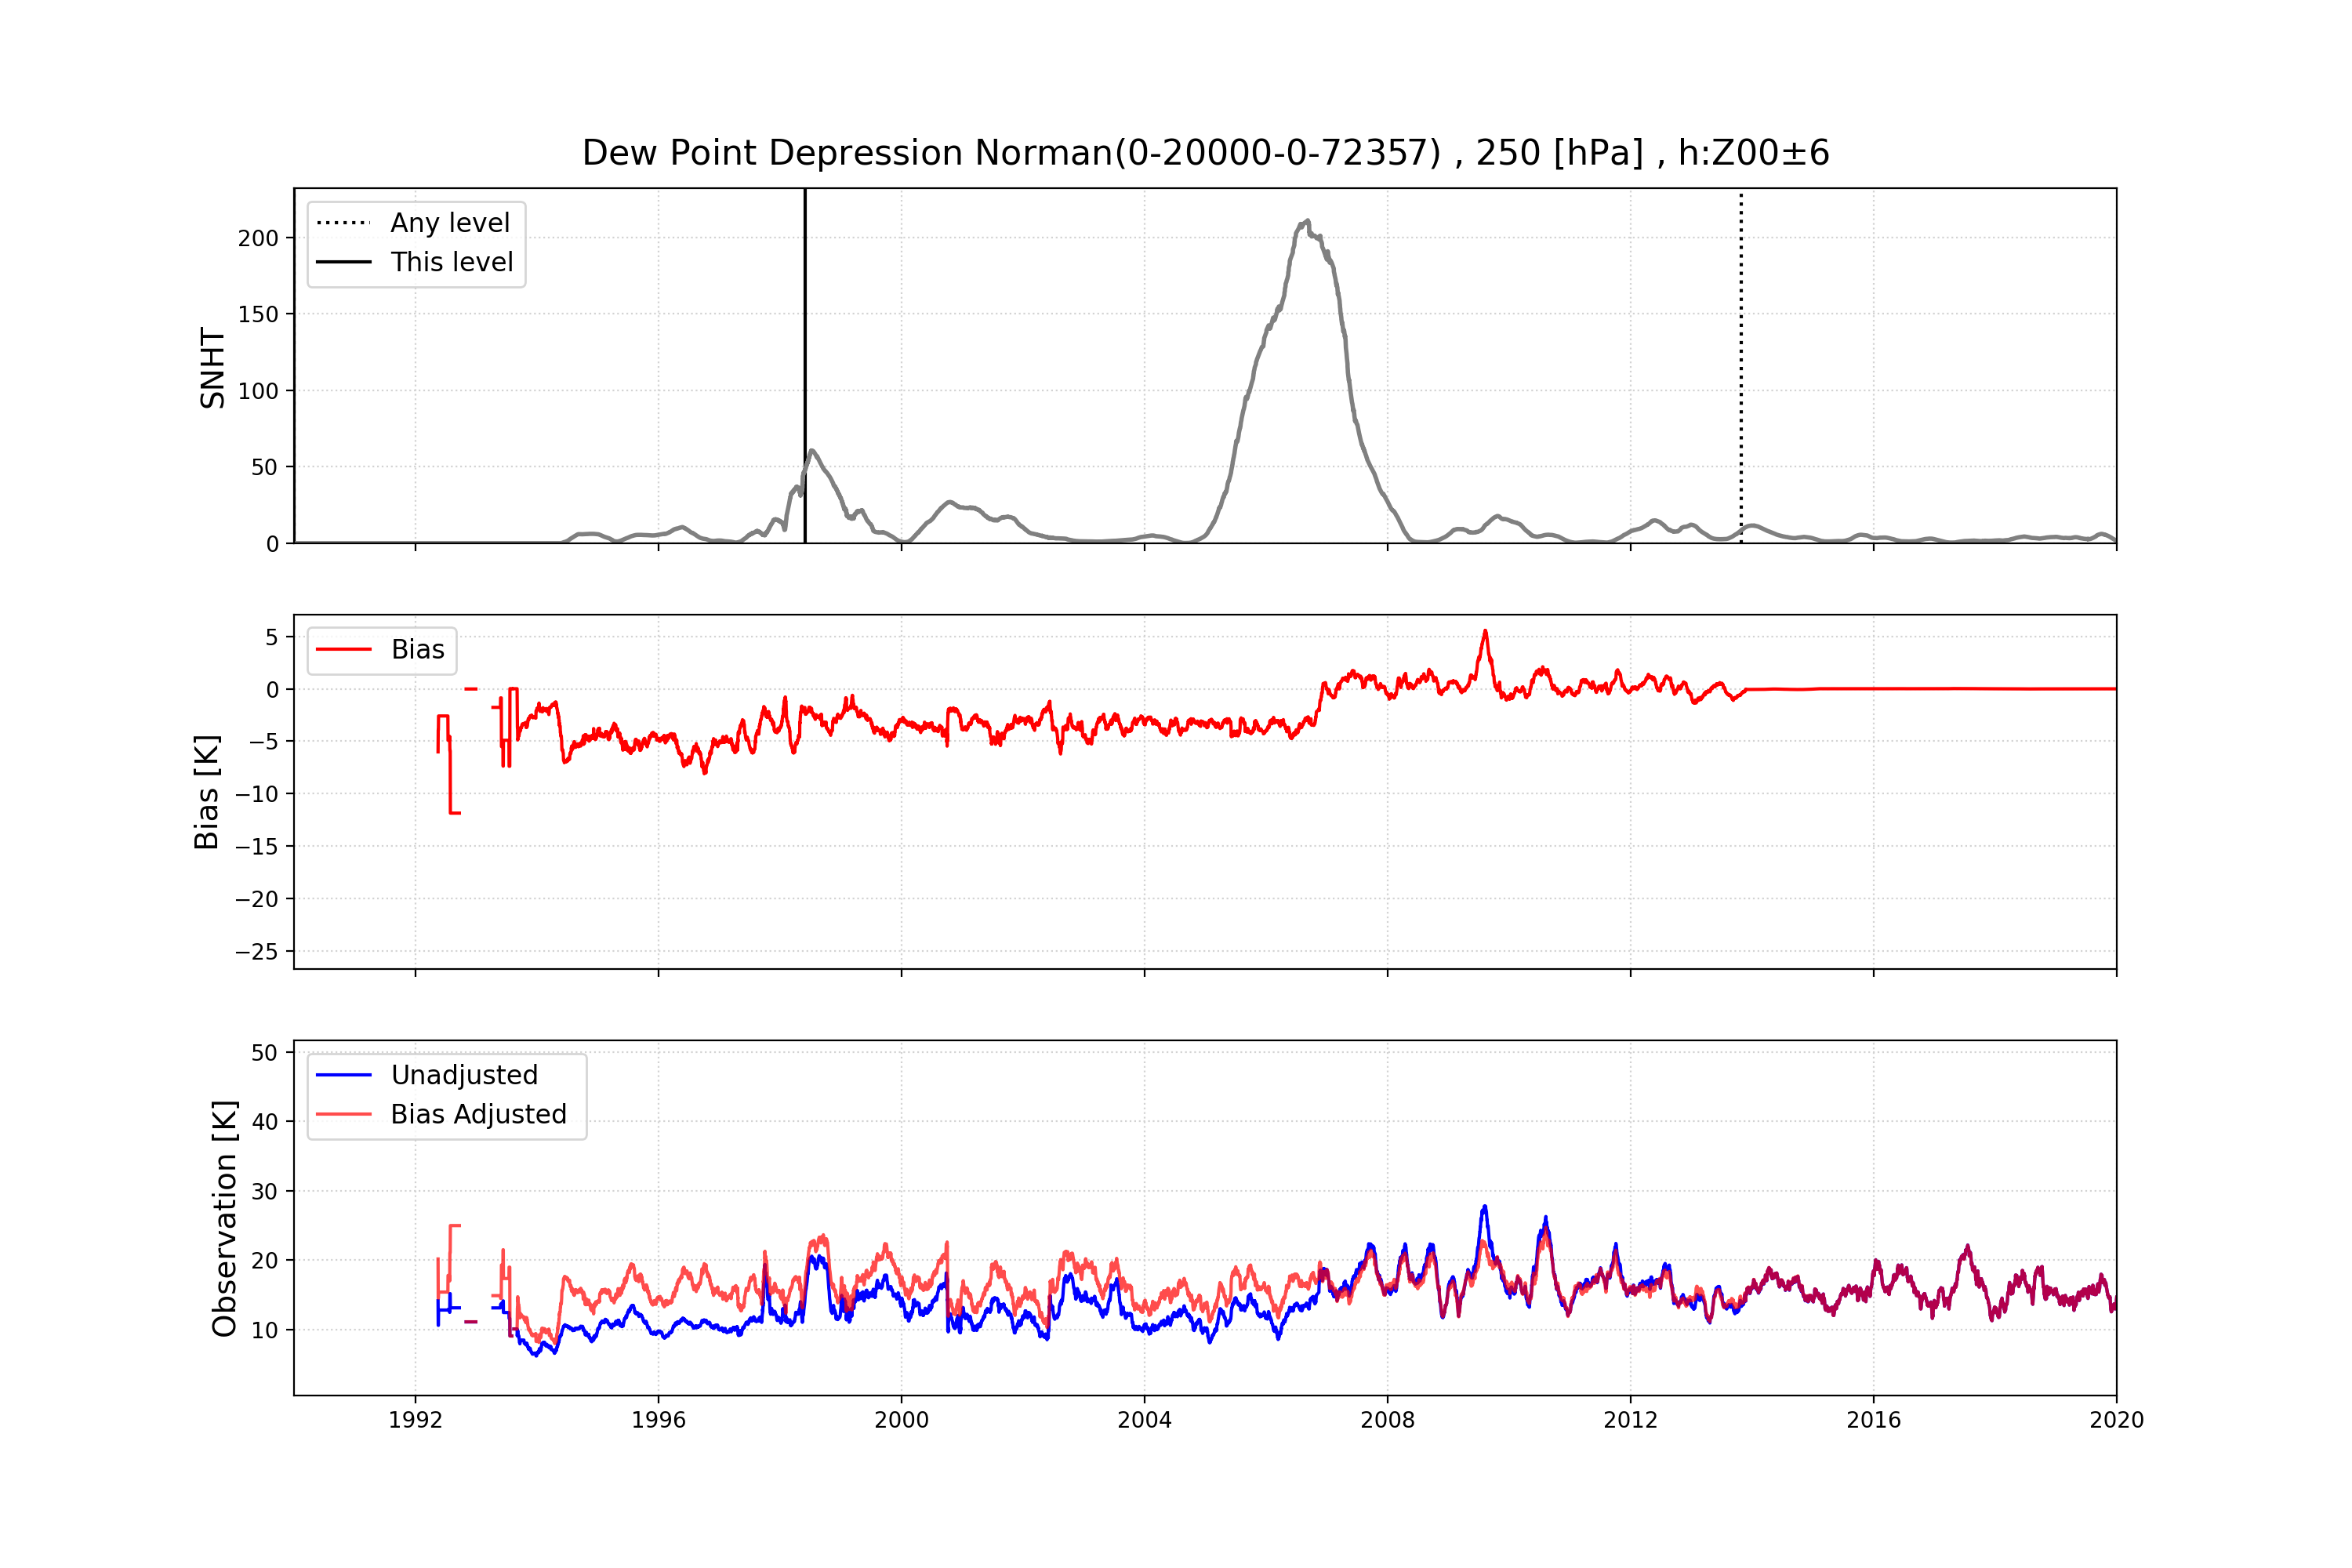 Dew Point Depression Norman(0-20000-0-72357) , 250 [hPa] , h:Z00±6
Any level
This level
SNHT
200
150
100
50
0
Bias
Bias [K]
5
0
−5
−10
−15
−20
−25
Unadjusted
Bias Adjusted
Observation [K]
50
40
30
20
10
1992 1996 2000 2004 2008 2012 2016 2020